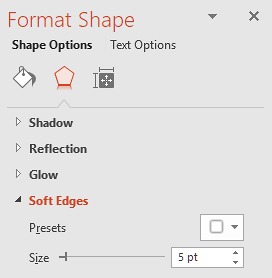 Format Shape
Shape Options Text Options
Shadow
Reflection
Glow
Soft Edges
Presets
Size 5 pt